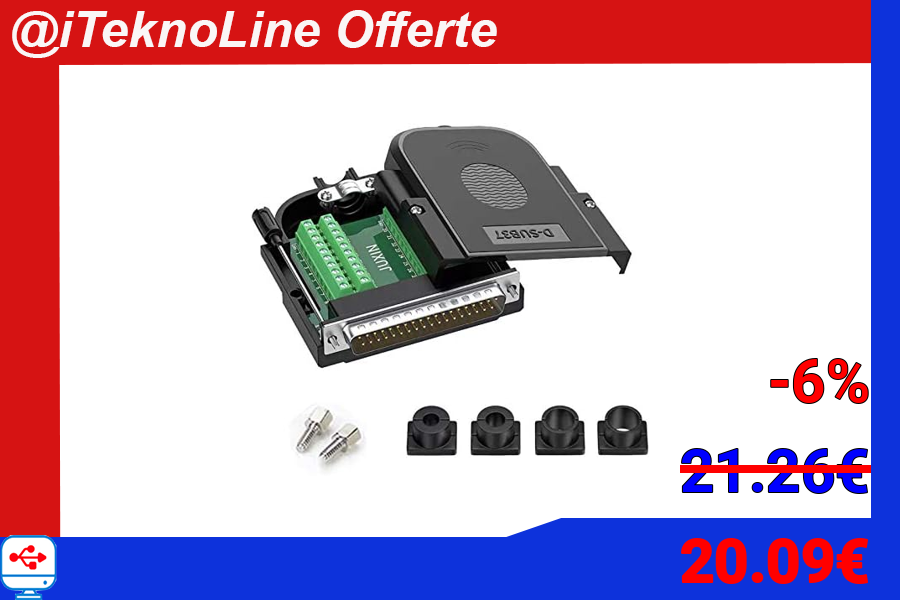 @iTeknoLine Offerte
D-SUB37
JUXIN
-6%
21.26€
20.09€